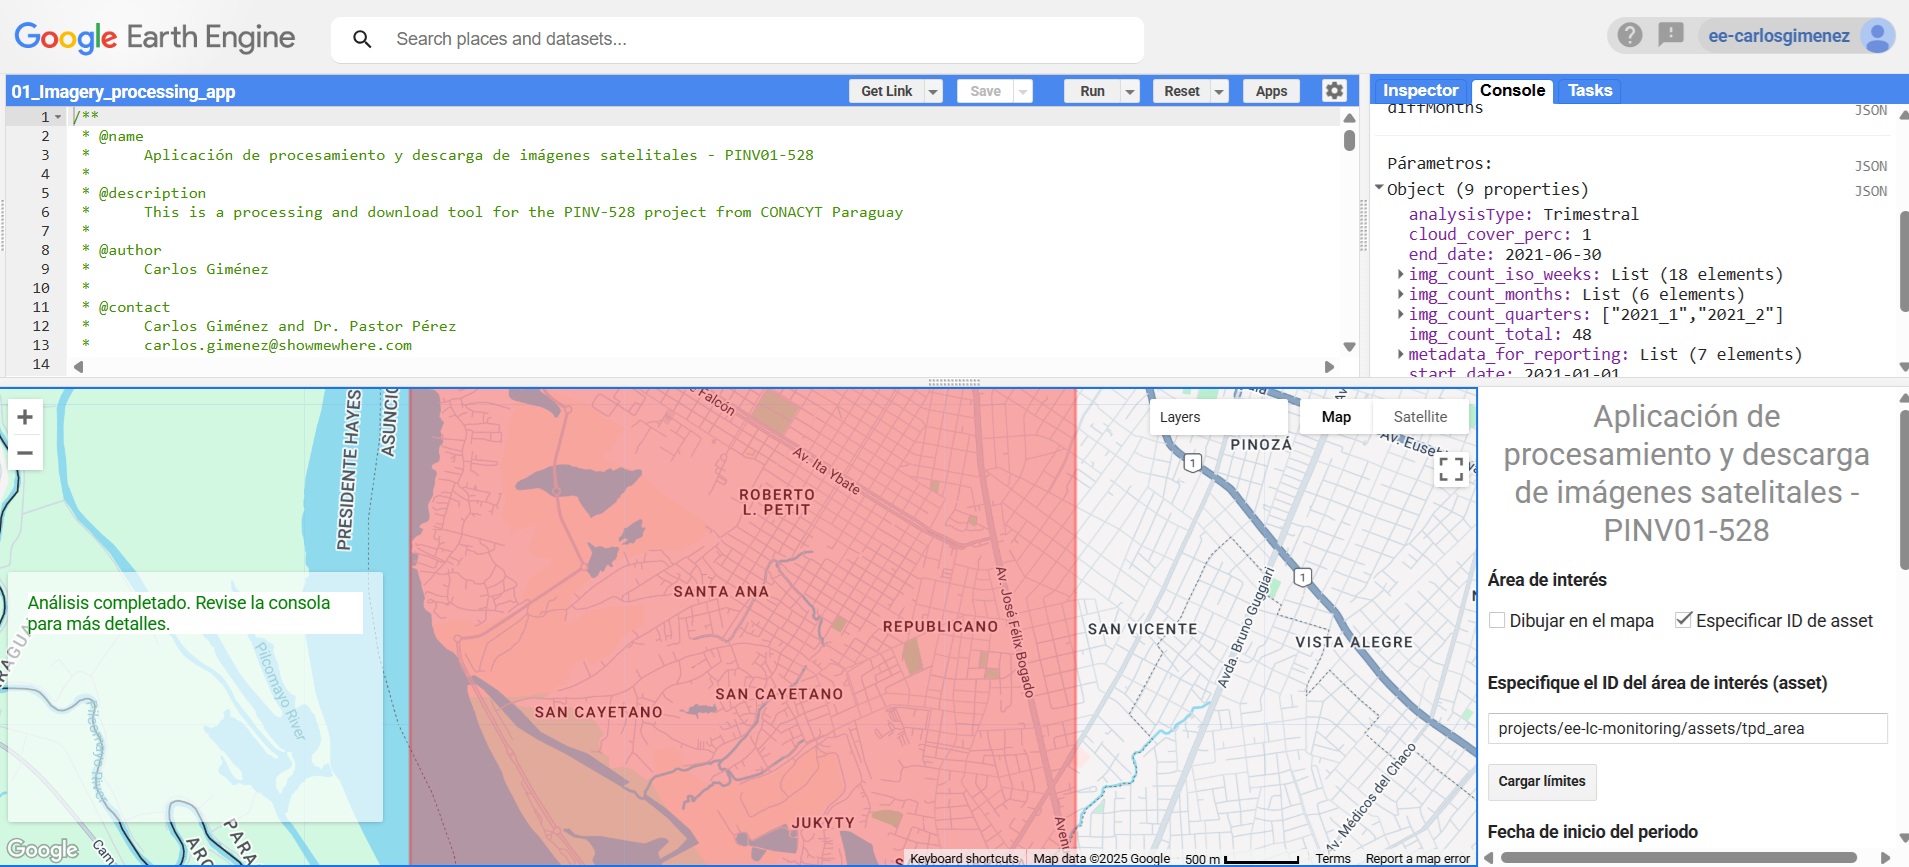 Google Earth Engine
Search places and datasets...
ee-carlosgimenez
01_Imagery_processing_app
Get Link
Save
Run
Reset
Apps
1 /**
2 * @name
3 * Aplicación de procesamiento y descarga de imágenes satelitales - PINV01-528
4 *
5 * @description
6 * This is a processing and download tool for the PINV-528 project from CONACYT Paraguay
7 *
8 * @author
9 * Carlos Giménez
10 *
11 * @contact
12 * Carlos Giménez and Dr. Pastor Pérez
13 * carlos.gimenez@showmewhere.com
14
Inspector
Console
Tasks
diffMonths
JSON
Párametros:
JSON
Object (9 properties)
JSON
analysisType: Trimestral
cloud_cover_perc: 1
end_date: 2021-06-30
img_count_iso_weeks: List (18 elements)
img_count_months: List (6 elements)
img_count_quarters: ["2021_1","2021_2"]
img_count_total: 48
metadata_for_reporting: List (7 elements)
start_date: 2021-01-01
+
−
PRESIDENTE HAYES
ASUNCIÓ
Falcón
Av. Ita Ybate
ROBERTO
L. PETIT
SANTA ANA
REPUBLICANO
SAN CAYETANO
SAN CAYETANO
JUKYTY
Av. José Félix Bogado
SAN VICENTE
Avda. Bruno Guggiari
VISTA ALEGRE
PINOZÁ
1
1
Av. Euse
Av. Médicos del Chaco
Pilcomayo River
Layers
Map
Satellite
Análisis completado. Revise la consola
para más detalles.
Google
Keyboard shortcuts
Map data ©2025 Google
500 m
Terms
Report a map error
Aplicación de
procesamiento y descarga
de imágenes satelitales -
PINV01-528
Área de interés
Dibujar en el mapa
Especificar ID de asset
Especifique el ID del área de interés (asset)
projects/ee-lc-monitoring/assets/tpd_area
Cargar límites
Fecha de inicio del periodo